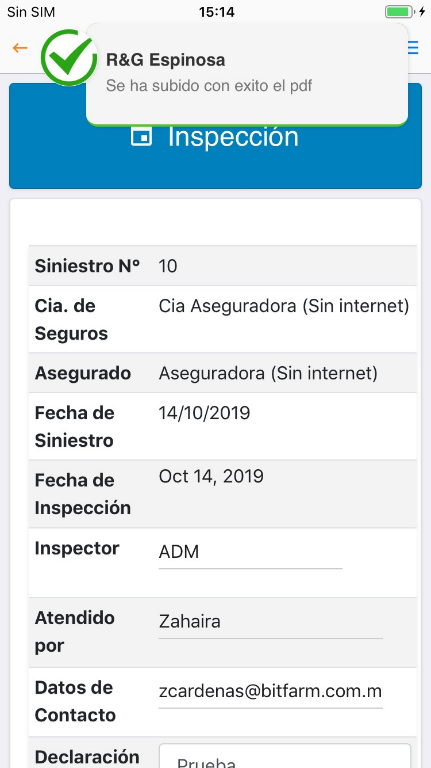 Sin SIM 15:14
R&G Espinosa
Se ha subido con exito el pdf
Inspección
Siniestro Nº 10
Cia. de Seguros Cia Aseguradora (Sin internet)
Asegurado Aseguradora (Sin internet)
Fecha de Siniestro 14/10/2019
Fecha de Inspección Oct 14, 2019
Inspector ADM
Atendido por Zahaira
Datos de Contacto zcardenas@bitfarm.com.m
Declaración Prueba